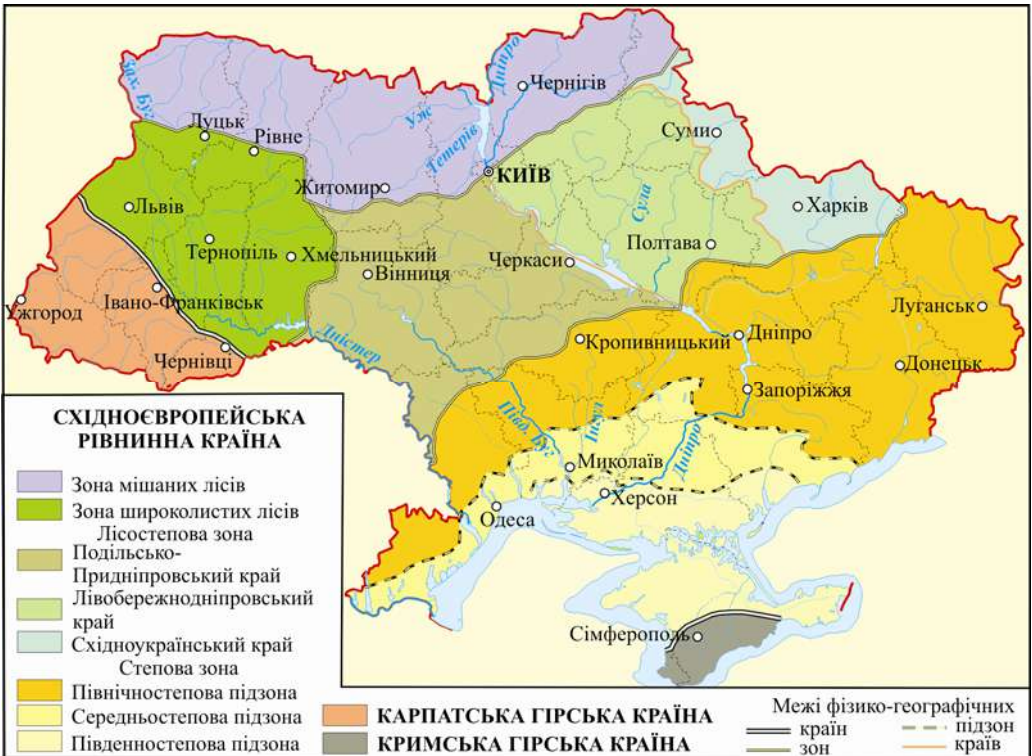 Зах. Буг
Дніпро
Чернігів
Луцьк
Рівне
Уж
Тетерів
Суми
КИЇВ
Житомир
Львів
Сула
Харків
Тернопіль
Хмельницький
Полтава
Вінниця
Черкаси
Івано-Франківськ
Ужгород
Луганськ
Чернівці
Дністер
Кропивницький
Дніпро
Донецьк
Запоріжжя
Півд. Буг
Інгул
Дніпро
Миколаїв
Херсон
Одеса
Сімферополь
СХІДНОЄВРОПЕЙСЬКА
РІВНИННА КРАЇНА
Зона мішаних лісів
Зона широколистих лісів
Лісостепова зона
Подільсько-
Придніпровський край
Лівобережнодніпровський
край
Східноукраїнський край
Степова зона
Північностепова підзона
Середньостепова підзона
Південностепова підзона
КАРПАТСЬКА ГІРСЬКА КРАЇНА
КРИМСЬКА ГІРСЬКА КРАЇНА
Межі фізико-географічних
країн
підзон
зон
країв